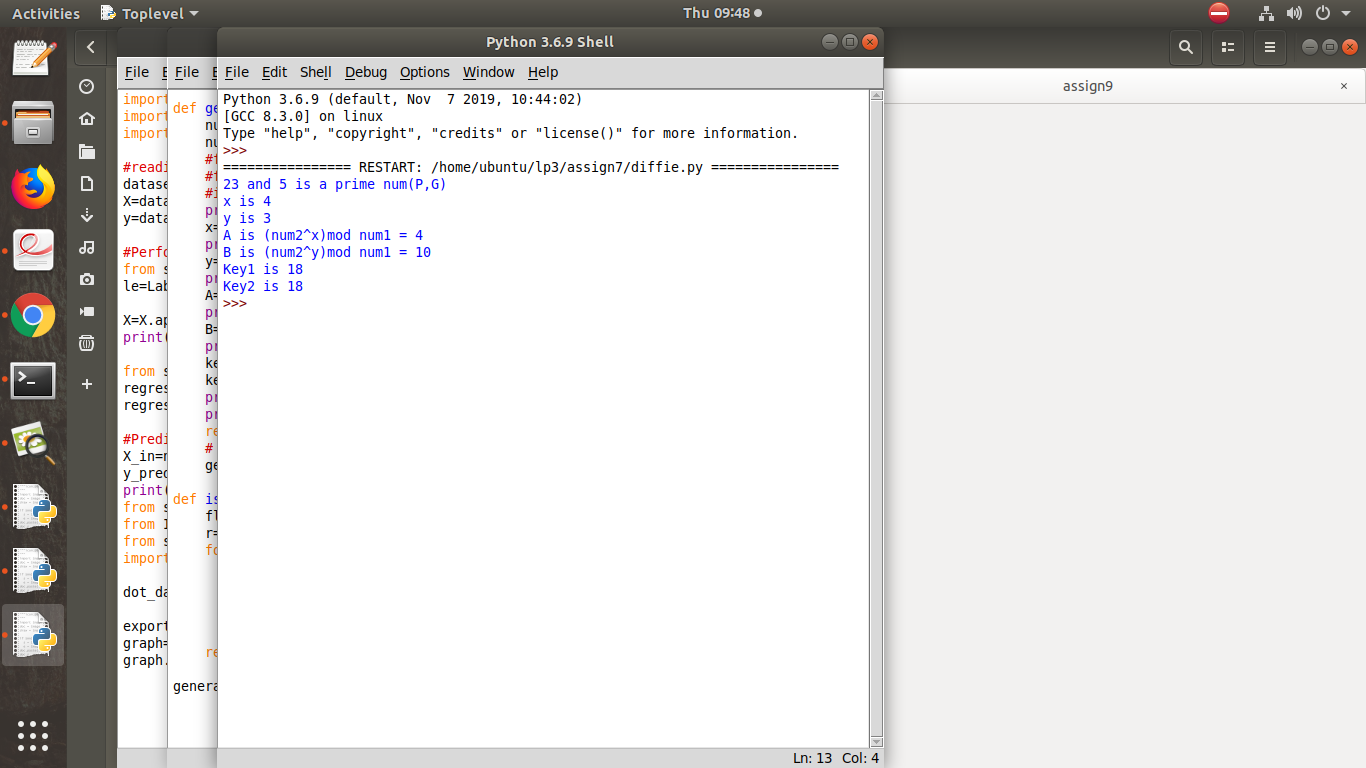 Activities
Toplevel
Thu 09:48
Python 3.6.9 Shell
assign9
File
File
File Edit Shell Debug Options Window Help
import
import
import
#readi
datase
X=data
y=data
#Perfo
from s
le=Lab
X=X.ap
print(
from s
regres
regres
#Predi
X_in=n
y_pred
print(
from s
from I
from s
import
dot_da
export
graph=
graph.
def ge
nu
nu
#t
#t
#i
pr
x=
pr
y=
pr
A=
pr
B=
pr
ke
ke
pr
pr
re
#
ge
def is
fl
r=
fo
re
genera
Python 3.6.9 (default, Nov  7 2019, 10:44:02)
[GCC 8.3.0] on linux
Type "help", "copyright", "credits" or "license()" for more information.
>>>
================ RESTART: /home/ubuntu/lp3/assign7/diffie.py ================
23 and 5 is a prime num(P,G)
x is 4
y is 3
A is (num2^x)mod num1 = 4
B is (num2^y)mod num1 = 10
Key1 is 18
Key2 is 18
>>>
Ln: 13 Col: 4